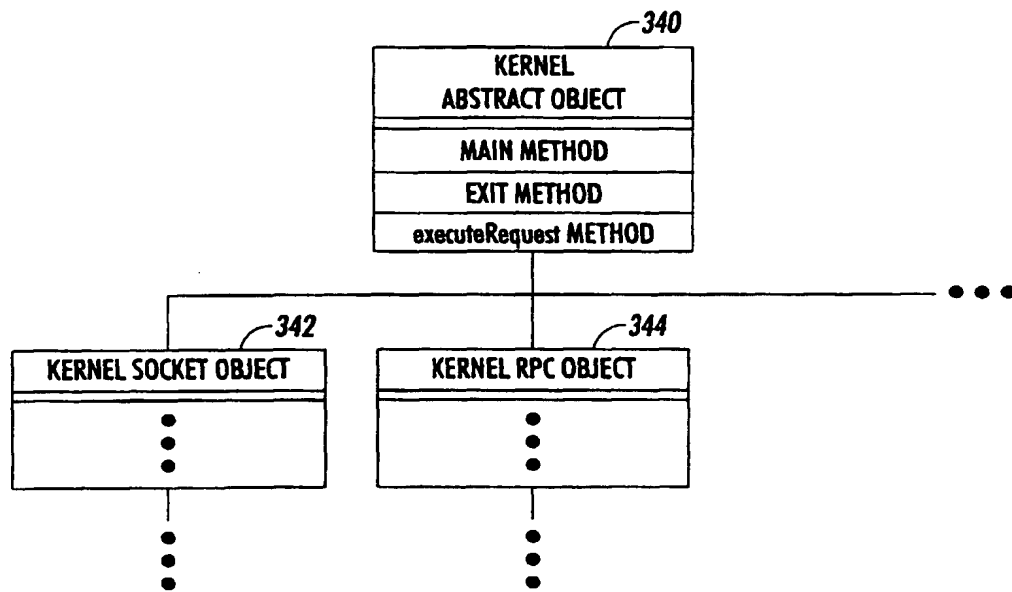 340
KERNEL
ABSTRACT OBJECT
MAIN METHOD
EXIT METHOD
executeRequest METHOD
342
KERNEL SOCKET OBJECT
344
KERNEL RPC OBJECT